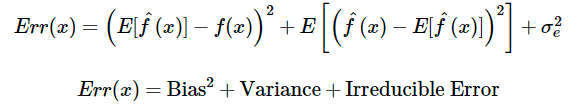 Err(x) = (E[f̂(x)] − f(x))² + E[(f̂(x) − E[f̂(x)])²] + σₑ²
Err(x) = Bias² + Variance + Irreducible Error